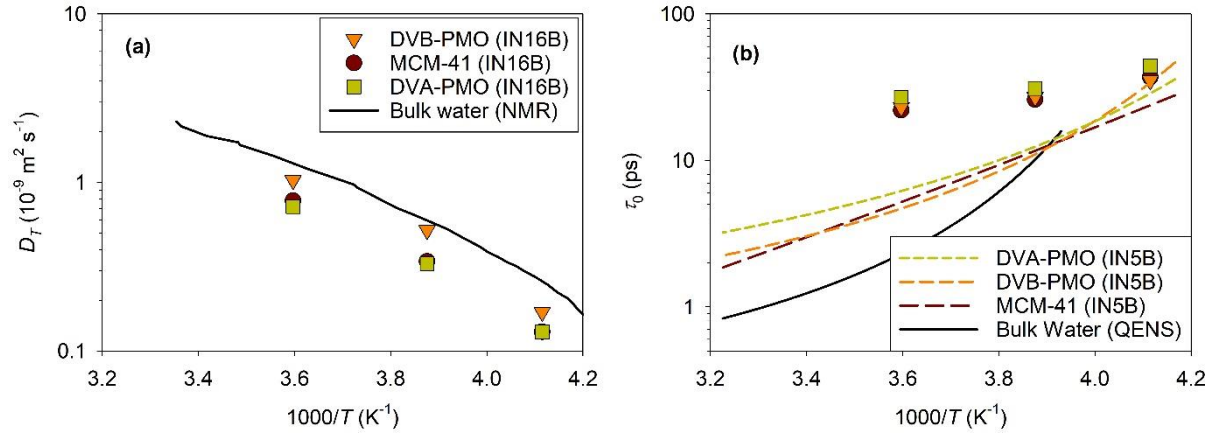 (a)
DVB-PMO (IN16B)
MCM-41 (IN16B)
DVA-PMO (IN16B)
Bulk water (NMR)
10
1
0.1
D_T (10⁻⁹ m² s⁻¹)
3.2 3.4 3.6 3.8 4.0 4.2
1000/T (K⁻¹)
(b)
100
10
1
τ₀ (ps)
DVA-PMO (IN5B)
DVB-PMO (IN5B)
MCM-41 (IN5B)
Bulk Water (QENS)
3.2 3.4 3.6 3.8 4.0 4.2
1000/T (K⁻¹)